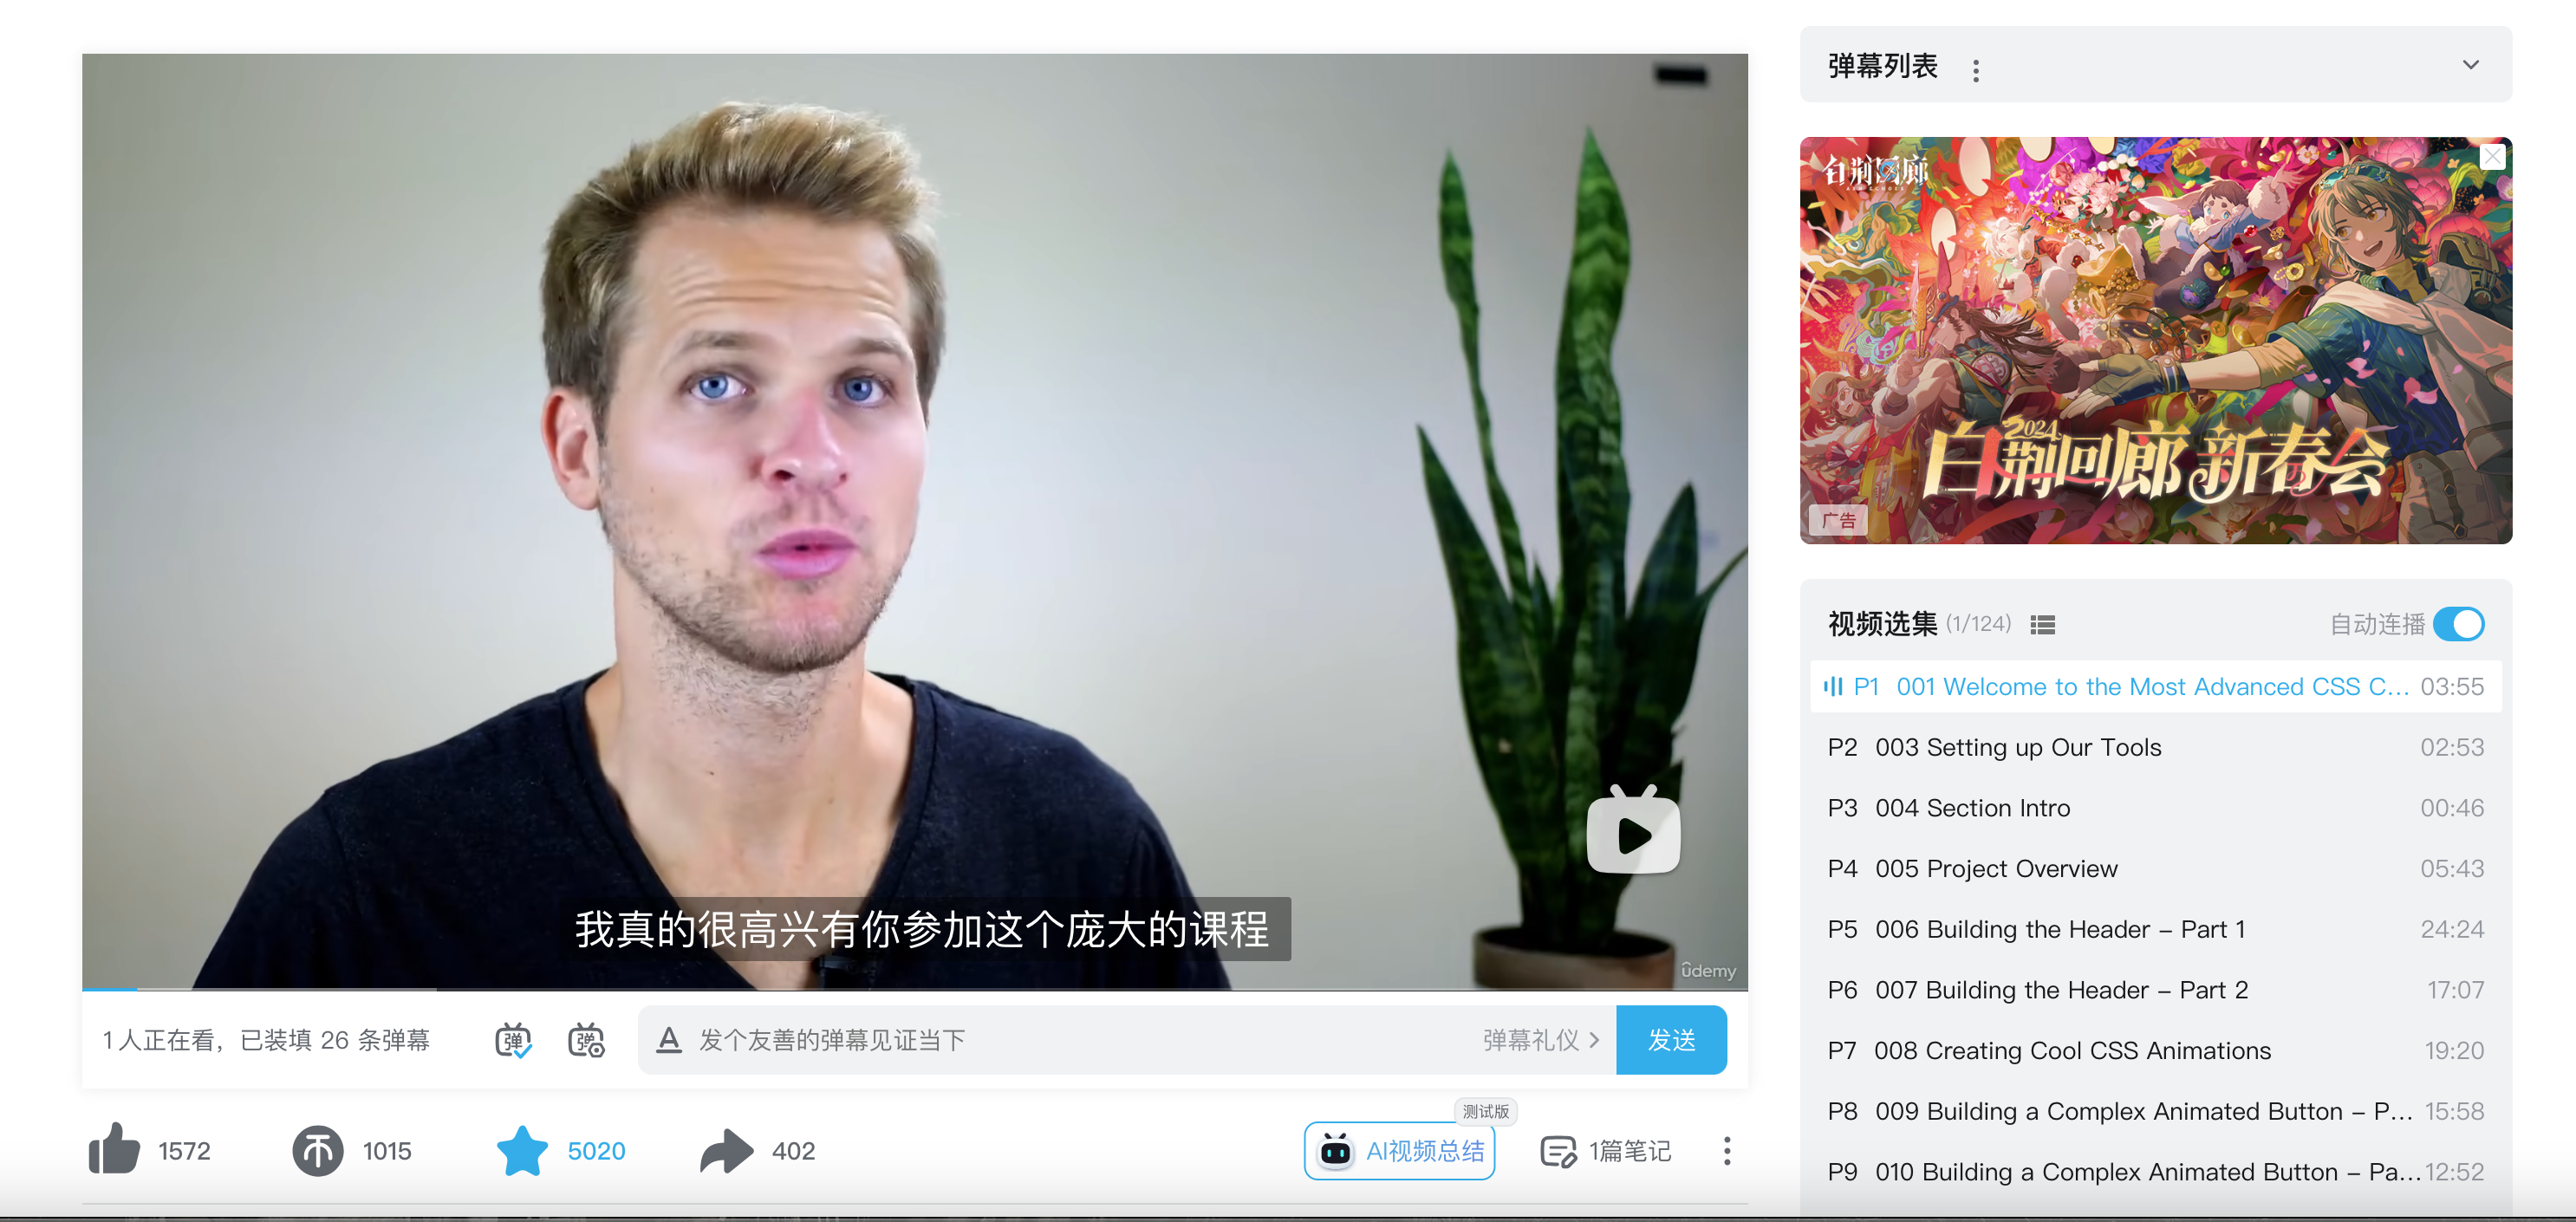 我真的很高兴有你参加这个庞大的课程
ûdemy
1人正在看，已装填 26 条弹幕
弹
弹
A 发个友善的弹幕见证当下
弹幕礼仪 >
发送
1572
1015
5020
402
测试版
AI视频总结
1篇笔记
弹幕列表
白荆回廊
2024
白荆回廊 新春会
广告
视频选集 (1/124)
自动连播
P1 001 Welcome to the Most Advanced CSS C... 03:55
P2 003 Setting up Our Tools 02:53
P3 004 Section Intro 00:46
P4 005 Project Overview 05:43
P5 006 Building the Header – Part 1 24:24
P6 007 Building the Header – Part 2 17:07
P7 008 Creating Cool CSS Animations 19:20
P8 009 Building a Complex Animated Button – P... 15:58
P9 010 Building a Complex Animated Button – Pa... 12:52